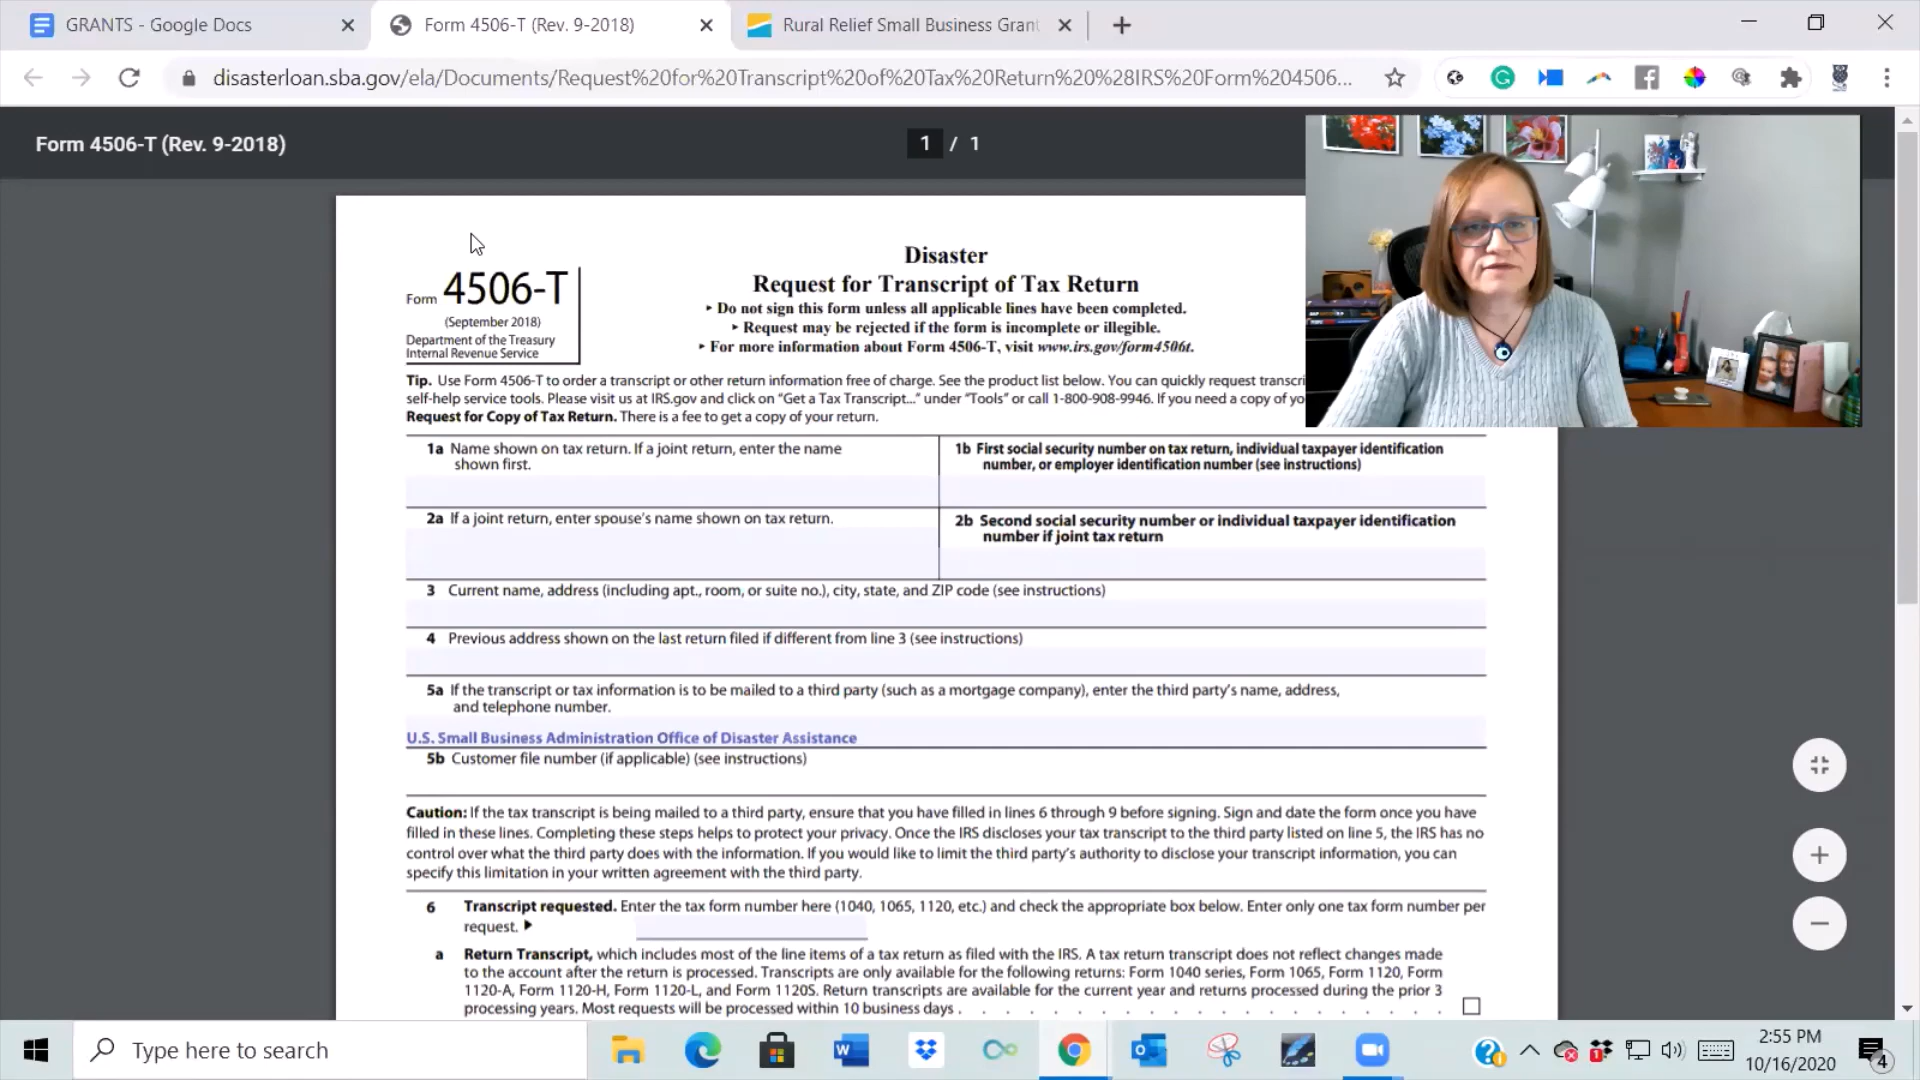 GRANTS - Google Docs
Form 4506-T (Rev. 9-2018)
Rural Relief Small Business Grant
disasterloan.sba.gov/ela/Documents/Request%20for%20Transcript%20of%20Tax%20Return%20%28IRS%20Form%204506...
Form 4506-T (Rev. 9-2018)
1 / 1
Form 4506-T
(September 2018)
Department of the Treasury
Internal Revenue Service
Disaster
Request for Transcript of Tax Return
▸ Do not sign this form unless all applicable lines have been completed.
▸ Request may be rejected if the form is incomplete or illegible.
▸ For more information about Form 4506-T, visit www.irs.gov/form4506t.
Tip. Use Form 4506-T to order a transcript or other return information free of charge. See the product list below. You can quickly request
self-help service tools. Please visit us at IRS.gov and click on "Get a Tax Transcript..." under "Tools" or call 1-800-908-9946. If you need a copy of
Request for Copy of Tax Return. There is a fee to get a copy of your return.
1a Name shown on tax return. If a joint return, enter the name
shown first.
1b First social security number on tax return, individual taxpayer identification
number, or employer identification number (see instructions)
2a If a joint return, enter spouse's name shown on tax return.
2b Second social security number or individual taxpayer identification
number if joint tax return
3 Current name, address (including apt., room, or suite no.), city, state, and ZIP code (see instructions)
4 Previous address shown on the last return filed if different from line 3 (see instructions)
5a If the transcript or tax information is to be mailed to a third party (such as a mortgage company), enter the third party's name, address,
and telephone number.
U.S. Small Business Administration Office of Disaster Assistance
5b Customer file number (if applicable) (see instructions)
Caution: If the tax transcript is being mailed to a third party, ensure that you have filled in lines 6 through 9 before signing. Sign and date the form once you have
filled in these lines. Completing these steps helps to protect your privacy. Once the IRS discloses your tax transcript to the third party listed on line 5, the IRS has no
control over what the third party does with the information. If you would like to limit the third party's authority to disclose your transcript information, you can
specify this limitation in your written agreement with the third party.
6 Transcript requested. Enter the tax form number here (1040, 1065, 1120, etc.) and check the appropriate box below. Enter only one tax form number per
request. ▸
a Return Transcript, which includes most of the line items of a tax return as filed with the IRS. A tax return transcript does not reflect changes made
to the account after the return is processed. Transcripts are only available for the following returns: Form 1040 series, Form 1065, Form 1120, Form
1120-A, Form 1120-H, Form 1120-L, and Form 1120S. Return transcripts are available for the current year and returns processed during the prior 3
processing years. Most requests will be processed within 10 business days . . . . . . . . . . . . . . . . . .
Type here to search
2:55 PM
10/16/2020
4